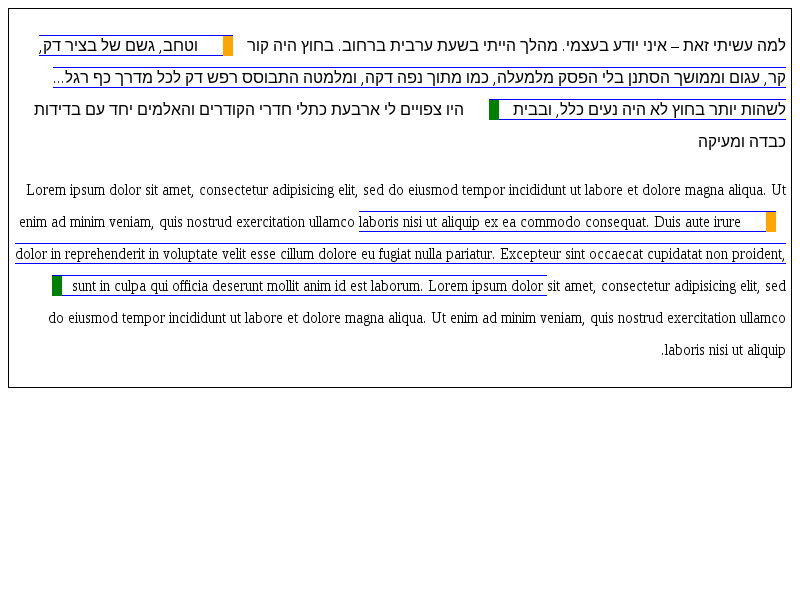 למה עשיתי זאת – איני יודע בעצמי. מהלך הייתי בשעת ערבית ברחוב. בחוץ היה קור וטחב, גשם של בציר דק,
קר, עגום וממושך הסתנן בלי הפסק מלמעלה, כמו מתוך נפה דקה, ומלמטה התבוסס רפש דק לכל מדרך כף רגל...
לשהות יותר בחוץ לא היה נעים כלל, ובבית היו צפויים לי ארבעת כתלי חדרי הקודרים והאלמים יחד עם בדידות
כבדה ומעיקה
Lorem ipsum dolor sit amet, consectetur adipisicing elit, sed do eiusmod tempor incididunt ut labore et dolore magna aliqua. Ut
enim ad minim veniam, quis nostrud exercitation ullamco laboris nisi ut aliquip ex ea commodo consequat. Duis aute irure
dolor in reprehenderit in voluptate velit esse cillum dolore eu fugiat nulla pariatur. Excepteur sint occaecat cupidatat non proident,
sunt in culpa qui officia deserunt mollit anim id est laborum. Lorem ipsum dolor sit amet, consectetur adipisicing elit, sed
do eiusmod tempor incididunt ut labore et dolore magna aliqua. Ut enim ad minim veniam, quis nostrud exercitation ullamco
.laboris nisi ut aliquip